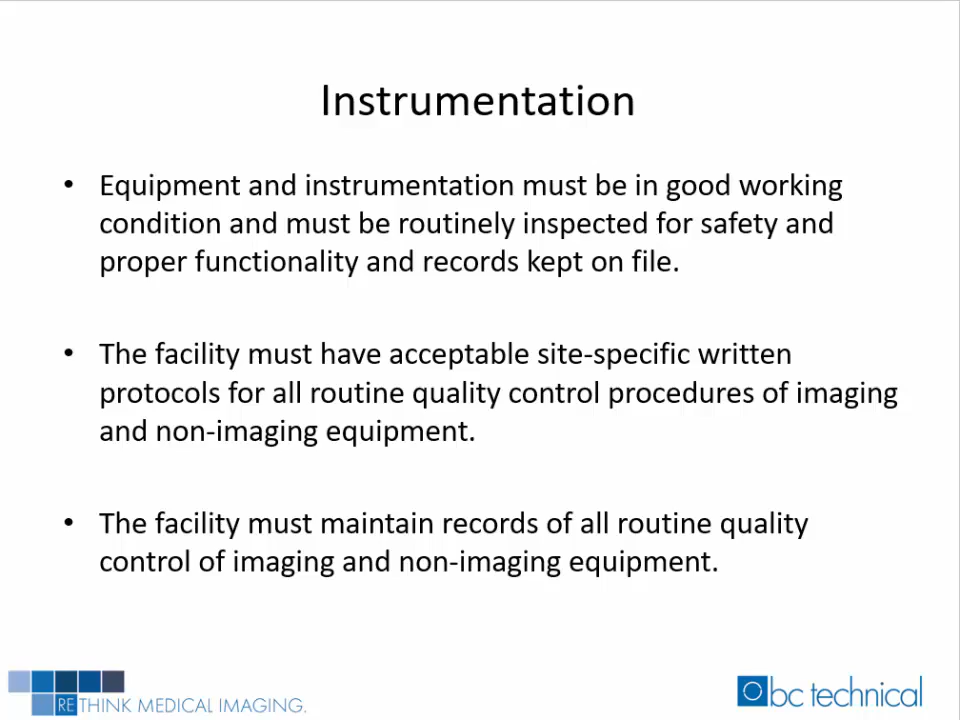 Instrumentation
• Equipment and instrumentation must be in good working
condition and must be routinely inspected for safety and
proper functionality and records kept on file.
• The facility must have acceptable site-specific written
protocols for all routine quality control procedures of imaging
and non-imaging equipment.
• The facility must maintain records of all routine quality
control of imaging and non-imaging equipment.
RETHINK MEDICAL IMAGING.
bc technical